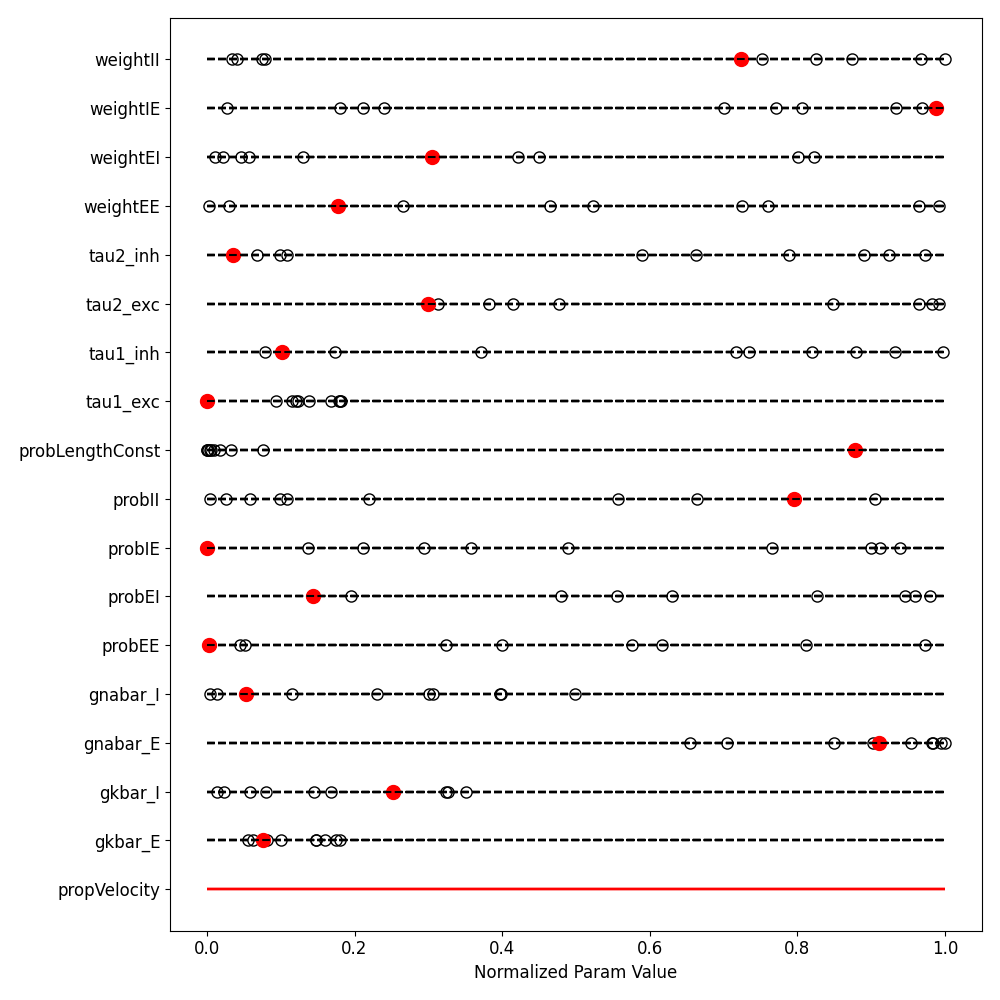 weightII
weightIE
weightEI
weightEE
tau2_inh
tau2_exc
tau1_inh
tau1_exc
probLengthConst
probII
probIE
probEI
probEE
gnabar_I
gnabar_E
gkbar_I
gkbar_E
propVelocity
0.0 0.2 0.4 0.6 0.8 1.0
Normalized Param Value